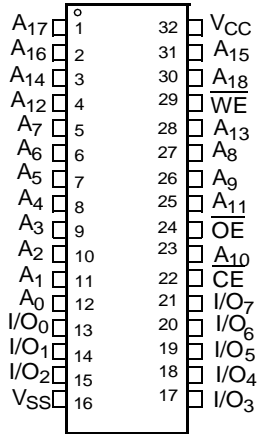 A17 1 32 VCC
A16 2 31 A15
A14 3 30 A18
A12 4 29 WE
A7 5 28 A13
A6 6 27 A8
A5 7 26 A9
A4 8 25 A11
A3 9 24 OE
A2 10 23 A10
A1 11 22 CE
A0 12 21 I/O7
I/O0 13 20 I/O6
I/O1 14 19 I/O5
I/O2 15 18 I/O4
VSS 16 17 I/O3